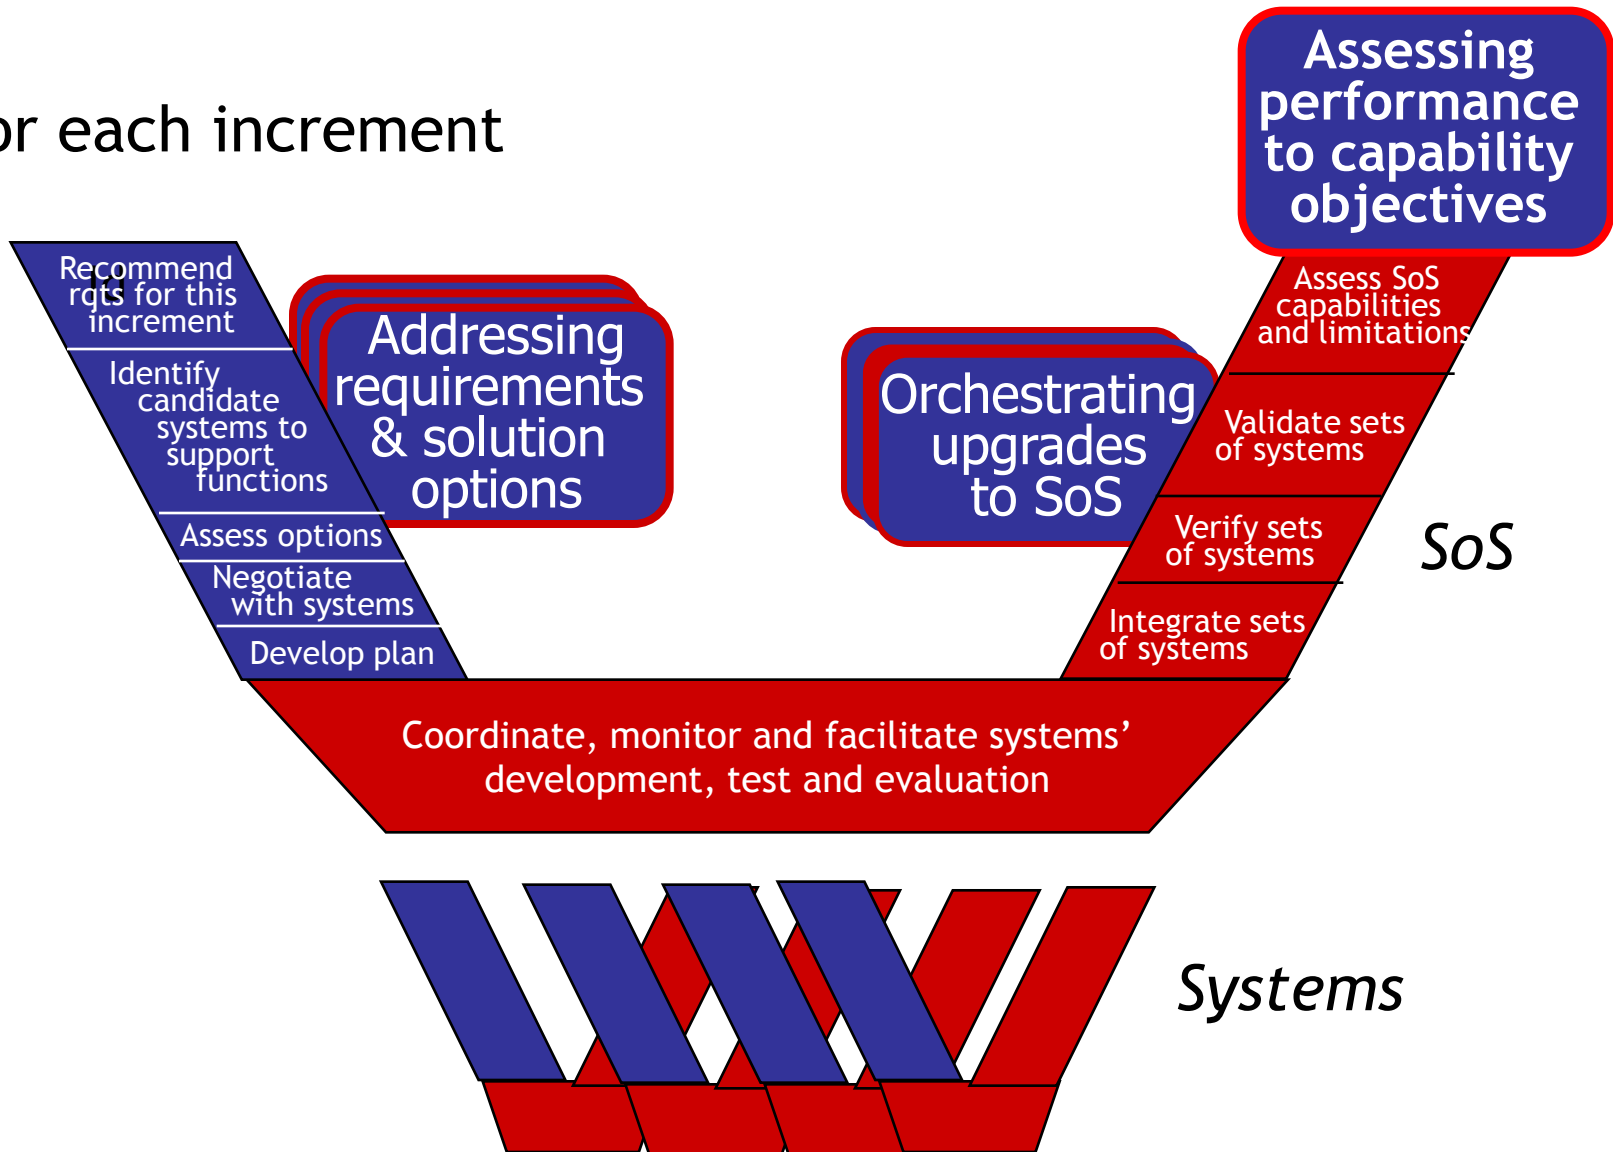 or each increment
Assessing
performance
to capability
objectives
Recommend
rqts for this
increment
Identify
candidate
systems to
support
functions
Assess options
Negotiate
with systems
Develop plan
Addressing
requirements
& solution
options
Orchestrating
upgrades
to SoS
Assess SoS
capabilities
and limitations
Validate sets
of systems
Verify sets
of systems
Integrate sets
of systems
SoS
Coordinate, monitor and facilitate systems’
development, test and evaluation
Systems